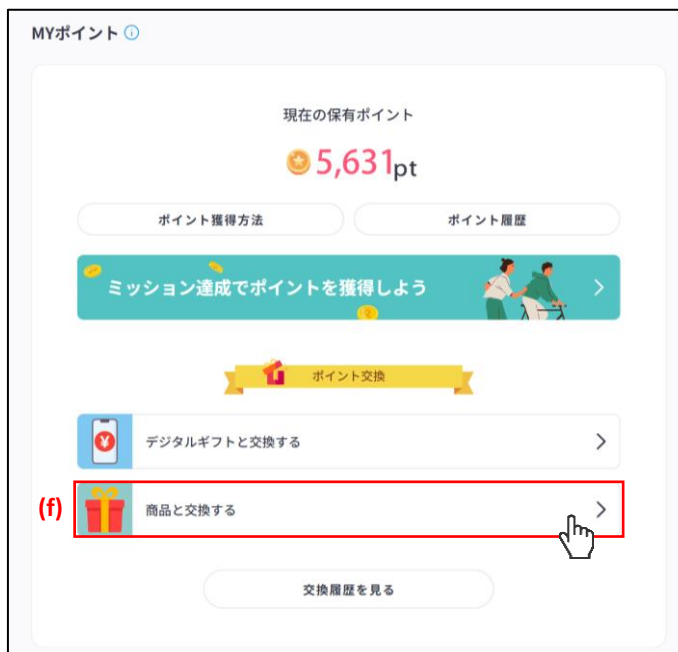 MYポイント
現在の保有ポイント
5,631pt
ポイント獲得方法
ポイント履歴
ミッション達成でポイントを獲得しよう
ポイント交換
デジタルギフトと交換する
(f)
商品と交換する
交換履歴を見る